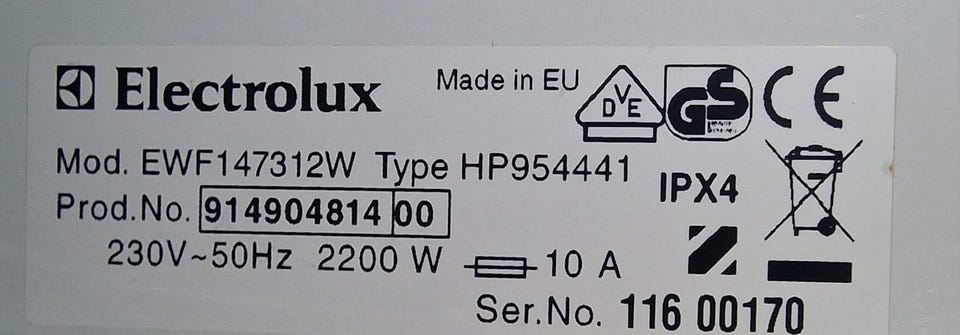 Electrolux Made in EU
DVE
GS
CE
Mod. EWF147312W Type HP954441
IPX4
Prod.No. 914904814 00
230V~50Hz 2200 W 10 A
Ser.No. 116 00170